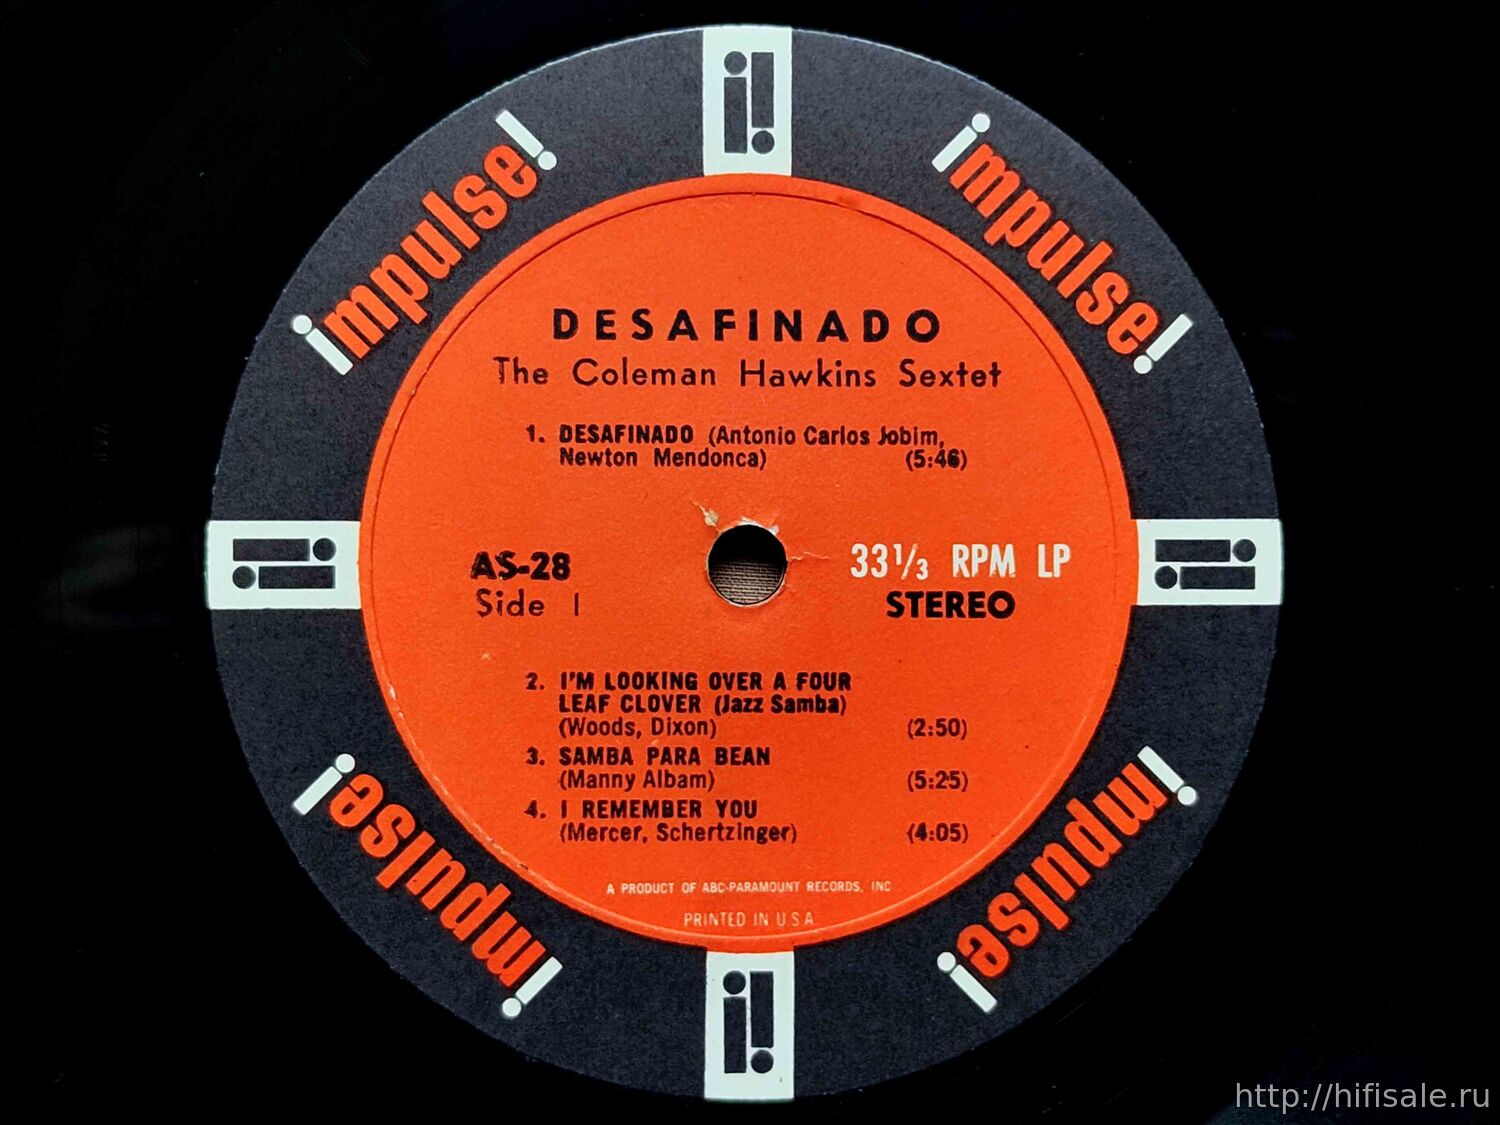 impulse!
impulse!
DESAFINADO
The Coleman Hawkins Sextet
1. DESAFINADO (Antonio Carlos Jobim,
Newton Mendonca) (5:46)
AS-28
Side 1
33⅓ RPM LP
STEREO
2. I'M LOOKING OVER A FOUR
LEAF CLOVER (Jazz Samba)
(Woods, Dixon) (2:50)
3. SAMBA PARA BEAN
(Manny Albam) (5:25)
4. I REMEMBER YOU
(Mercer, Schertzinger) (4:05)
A PRODUCT OF ABC-PARAMOUNT RECORDS, INC
PRINTED IN U.S.A
impulse!
impulse!
http://hifisale.ru